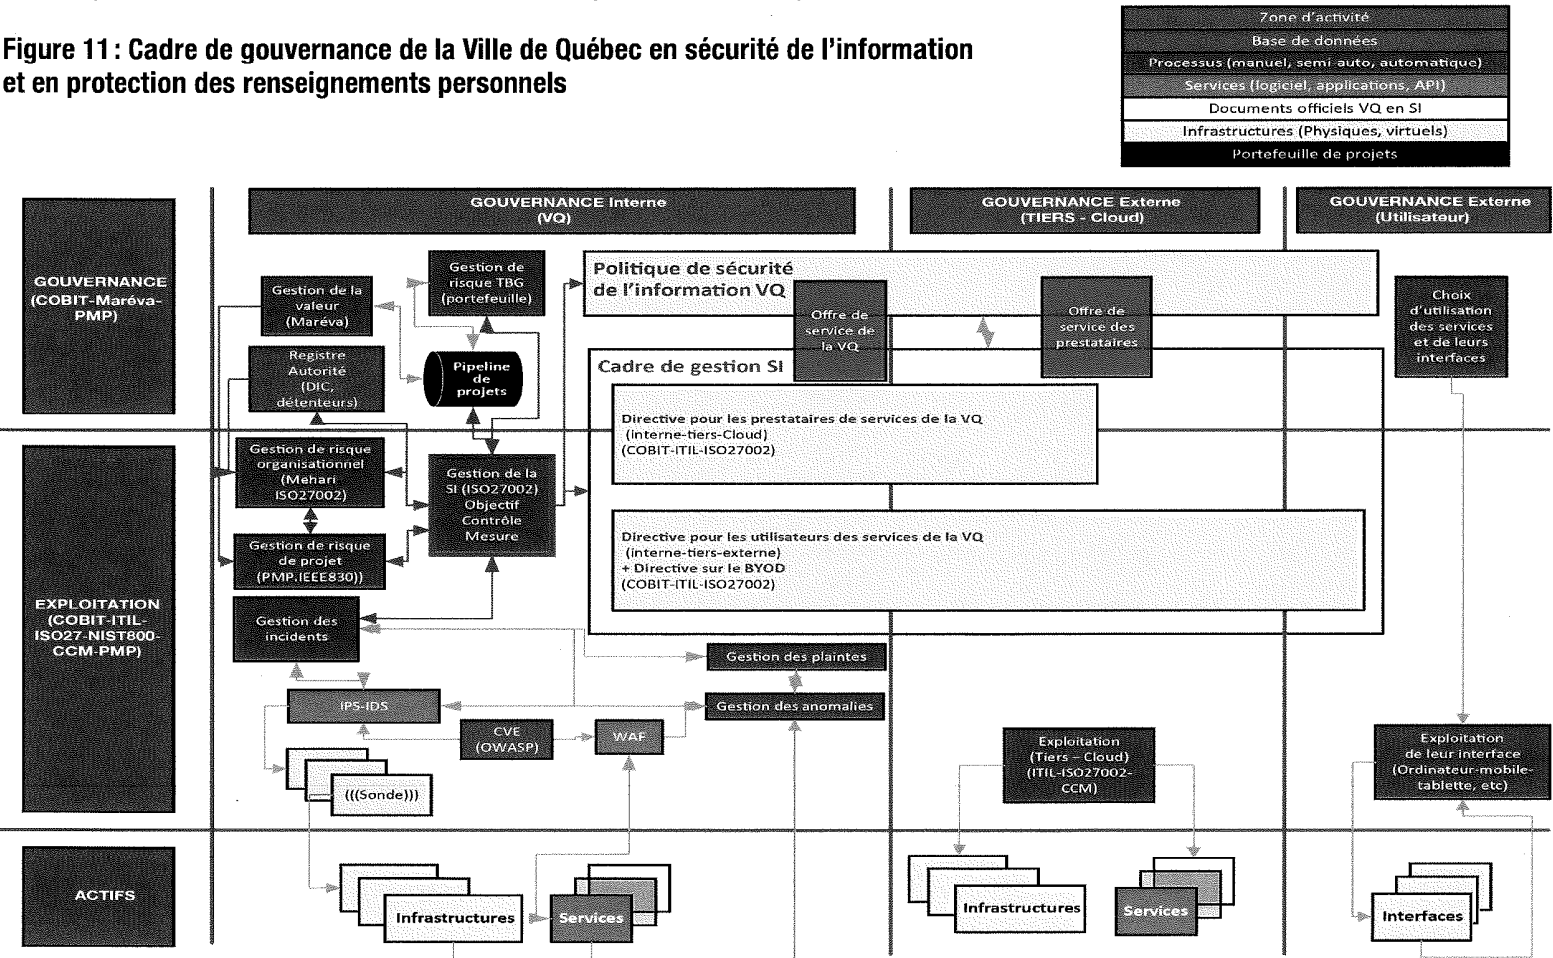 Figure 11 : Cadre de gouvernance de la Ville de Québec en sécurité de l'information
et en protection des renseignements personnels
Zone d'activité
Base de données
Processus (manuel, semi-auto, automatique)
Services (logiciel, applications, API)
Documents officiels VQ en SI
Infrastructures (Physiques, virtuels)
Portefeuille de projets
GOUVERNANCE Interne
(VQ)
GOUVERNANCE Externe
(TIERS - Cloud)
GOUVERNANCE Externe
(Utilisateur)
GOUVERNANCE
(COBIT-Maréva-
PMP)
Gestion de la
valeur
(Maréva)
Gestion de
risque TBG
(portefeuille)
Politique de sécurité
de l'information VQ
Offre de
service de
la VQ
Offre de
service des
prestataires
Choix
d'utilisation
des services
et de leurs
interfaces
Registre
Autorité
(DIC,
détenteurs)
Pipeline
de
projets
Cadre de gestion SI
Directive pour les prestataires de services de la VQ
(interne-tiers-Cloud)
(COBIT-ITIL-ISO27002)
EXPLOITATION
(COBIT-ITIL-
ISO27-NIST800-
CCM-PMP)
Gestion de risque
organisationnel
(Mehari
ISO27002)
Gestion de la
SI (ISO27002)
Objectif
Contrôle
Mesure
Gestion de risque
de projet
(PMP.IEEE830))
Directive pour les utilisateurs des services de la VQ
(interne-tiers-externe)
+ Directive sur le BYOD
(COBIT-ITIL-ISO27002)
Gestion des
incidents
Gestion des plaintes
Gestion des anomalies
IPS-IDS
CVE
(OWASP)
WAF
(((Sonde)))
Exploitation
(Tiers – Cloud)
(ITIL-ISO27002-
CCM)
Exploitation
de leur interface
(Ordinateur-mobile-
tablette, etc)
ACTIFS
Infrastructures
Services
Infrastructures
Services
Interfaces